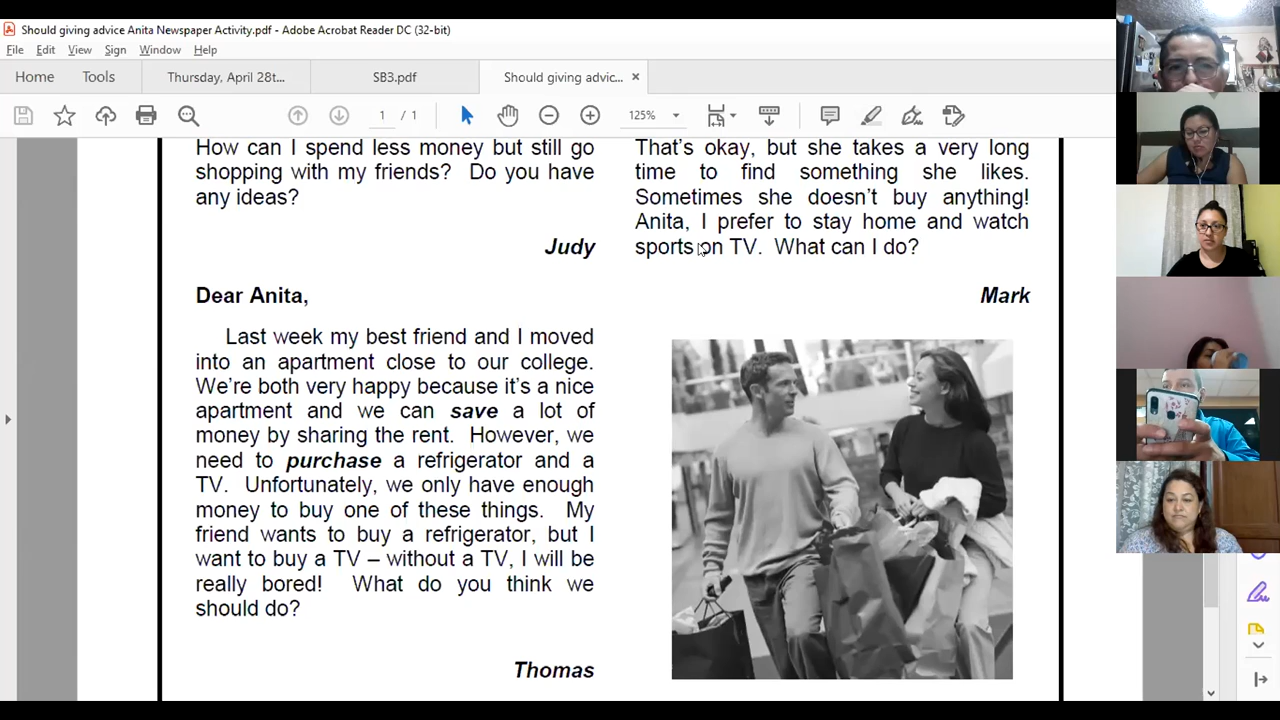 Should giving advice Anita Newspaper Activity.pdf - Adobe Acrobat Reader DC (32-bit)
File Edit View Sign Window Help
Home Tools Thursday, April 28t... SB3.pdf Should giving advic... ×
1 / 1 125%
How can I spend less money but still go
shopping with my friends? Do you have
any ideas?
Judy
Dear Anita,
Last week my best friend and I moved
into an apartment close to our college.
We're both very happy because it's a nice
apartment and we can save a lot of
money by sharing the rent. However, we
need to purchase a refrigerator and a
TV. Unfortunately, we only have enough
money to buy one of these things. My
friend wants to buy a refrigerator, but I
want to buy a TV – without a TV, I will be
really bored! What do you think we
should do?
Thomas
That's okay, but she takes a very long
time to find something she likes.
Sometimes she doesn't buy anything!
Anita, I prefer to stay home and watch
sports on TV. What can I do?
Mark